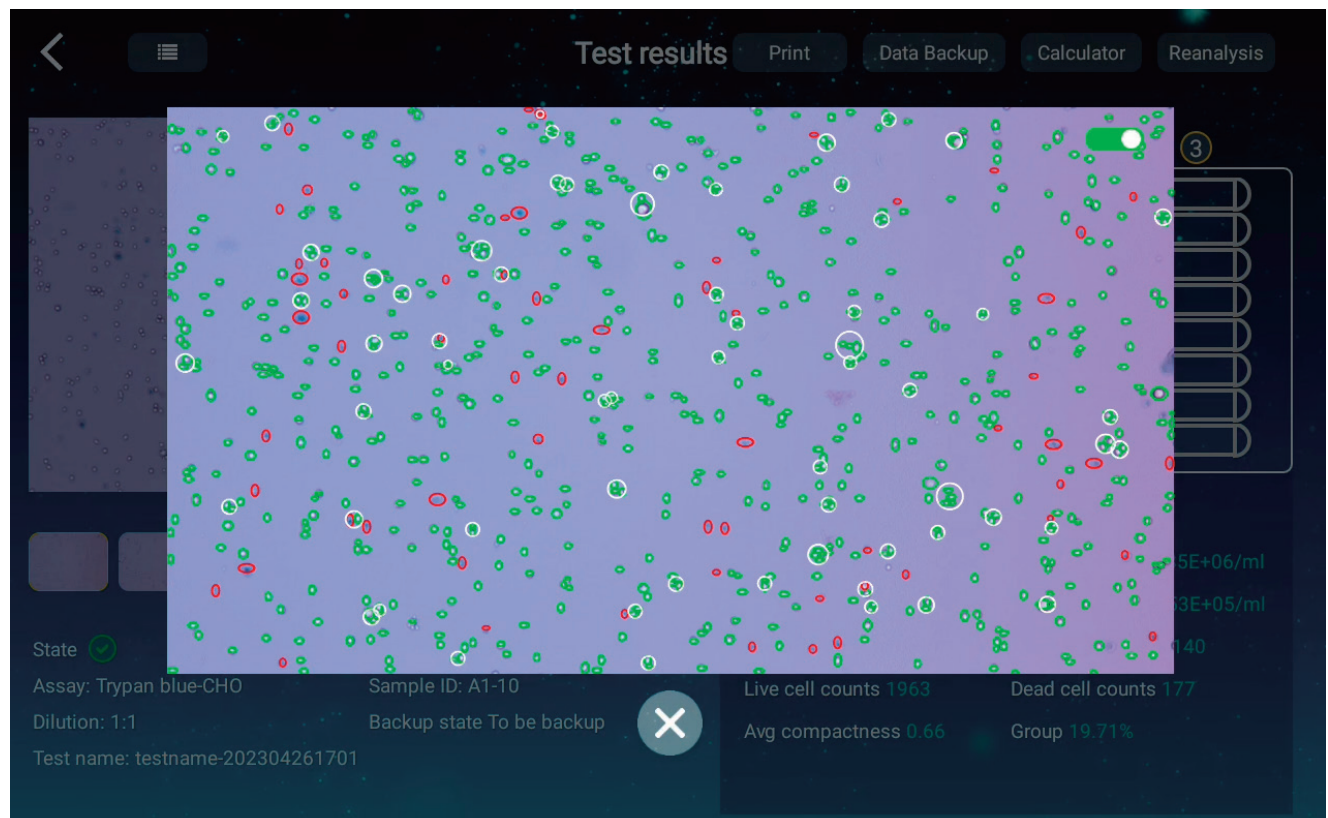 Test results
Print
Data Backup
Calculator
Reanalysis
3
5E+06/ml
53E+05/ml
State
140
Assay: Trypan blue-CHO
Sample ID: A1-10
Live cell counts 1963
Dead cell counts 177
Dilution: 1:1
Backup state To be backup
Avg compactness 0.66
Group 19.71%
Test name: testname-202304261701